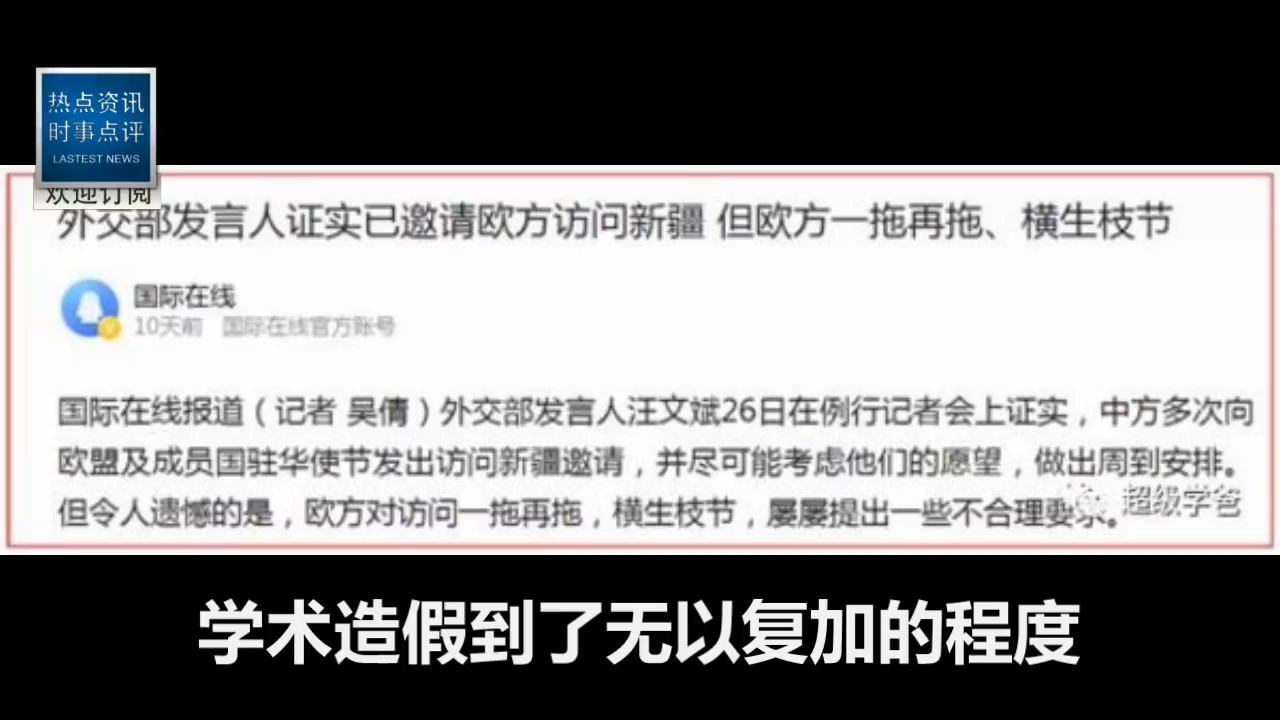 热点资讯
时事点评
LASTEST NEWS
欢迎订阅
外交部发言人证实已邀请欧方访问新疆 但欧方一拖再拖、横生枝节
国际在线
10天前 国际在线官方账号
国际在线报道（记者 吴倩）外交部发言人汪文斌26日在例行记者会上证实，中方多次向
欧盟及成员国驻华使节发出访问新疆邀请，并尽可能考虑他们的愿望，做出周到安排。
但令人遗憾的是，欧方对访问一拖再拖，横生枝节，屡屡提出一些不合理要求。
超级学爸
学术造假到了无以复加的程度